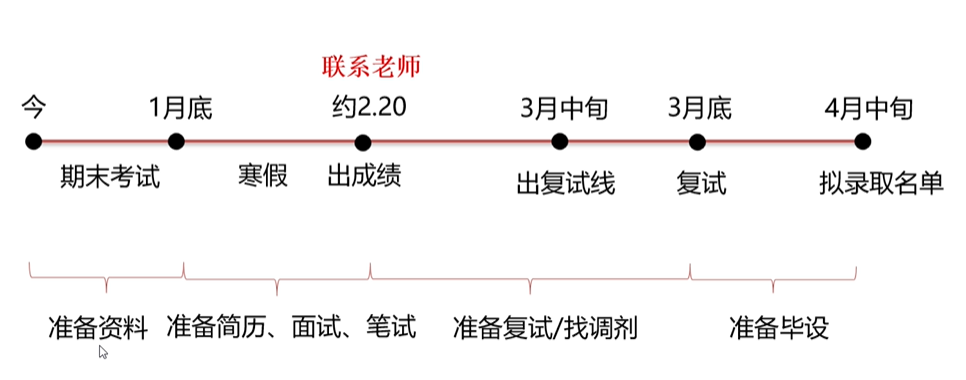 联系老师
今
1月底
约2.20
3月中旬
3月底
4月中旬
期末考试
寒假
出成绩
出复试线
复试
拟录取名单
准备资料
准备简历、面试、笔试
准备复试/找调剂
准备毕设